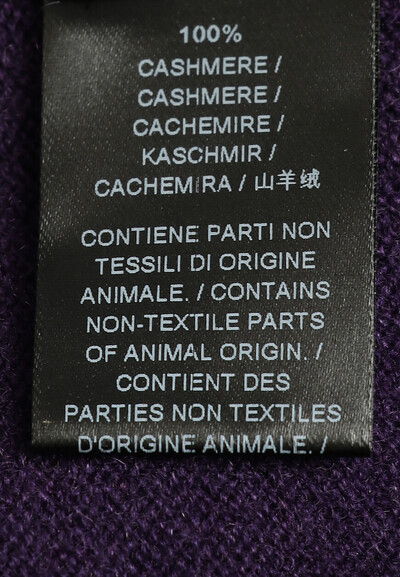 100%
CASHMERE /
CASHMERE /
CACHEMIRE /
KASCHMIR /
CACHEMIRA / 山羊绒
CONTIENE PARTI NON
TESSILI DI ORIGINE
ANIMALE. / CONTAINS
NON-TEXTILE PARTS
OF ANIMAL ORIGIN. /
CONTIENT DES
PARTIES NON TEXTILES
D'ORIGINE ANIMALE. /